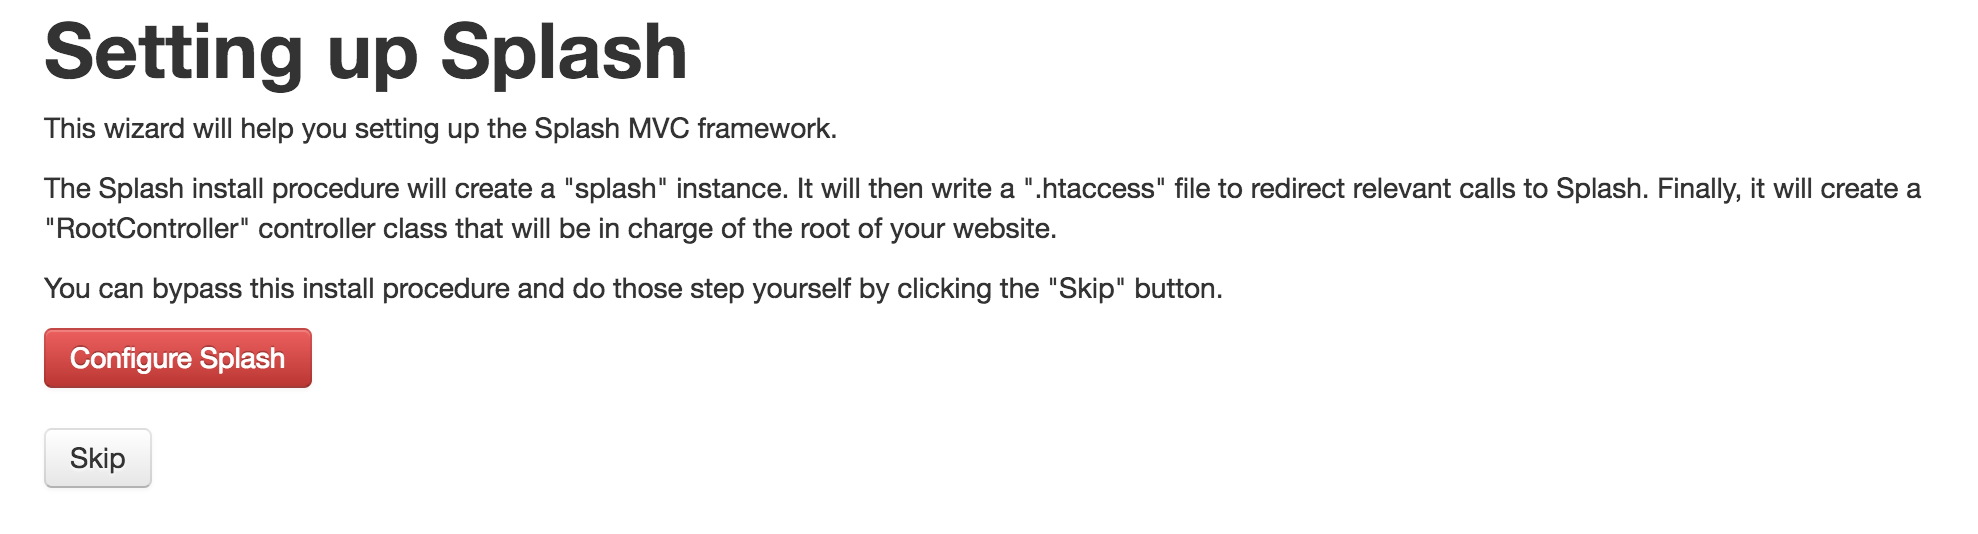 Setting up Splash
This wizard will help you setting up the Splash MVC framework.
The Splash install procedure will create a "splash" instance. It will then write a ".htaccess" file to redirect relevant calls to Splash. Finally, it will create a
"RootController" controller class that will be in charge of the root of your website.
You can bypass this install procedure and do those step yourself by clicking the "Skip" button.
Configure Splash
Skip